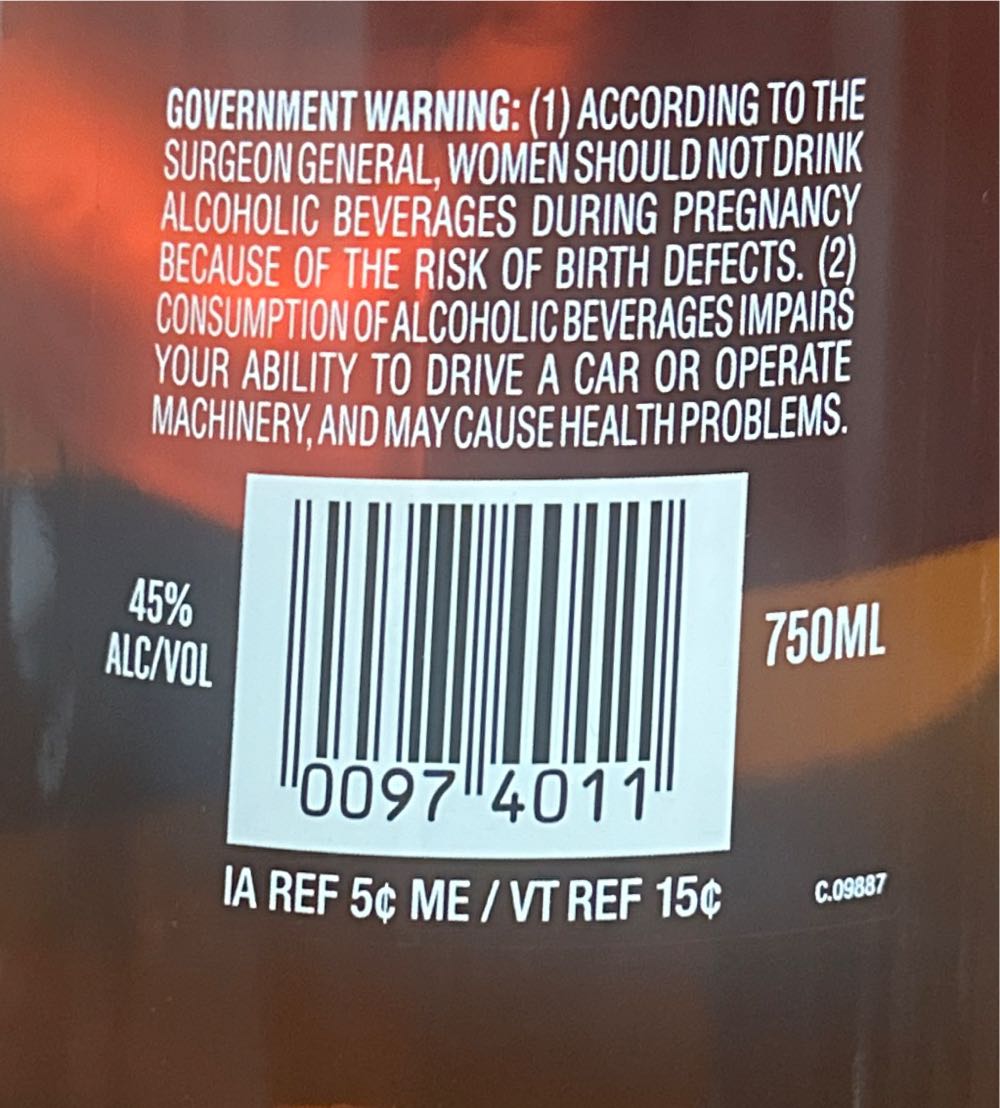 GOVERNMENT WARNING: (1) ACCORDING TO THE
SURGEON GENERAL, WOMEN SHOULD NOT DRINK
ALCOHOLIC BEVERAGES DURING PREGNANCY
BECAUSE OF THE RISK OF BIRTH DEFECTS. (2)
CONSUMPTION OF ALCOHOLIC BEVERAGES IMPAIRS
YOUR ABILITY TO DRIVE A CAR OR OPERATE
MACHINERY, AND MAY CAUSE HEALTH PROBLEMS.
45%
ALC/VOL
750ML
0097 4011
IA REF 5¢ ME / VT REF 15¢
C.09887